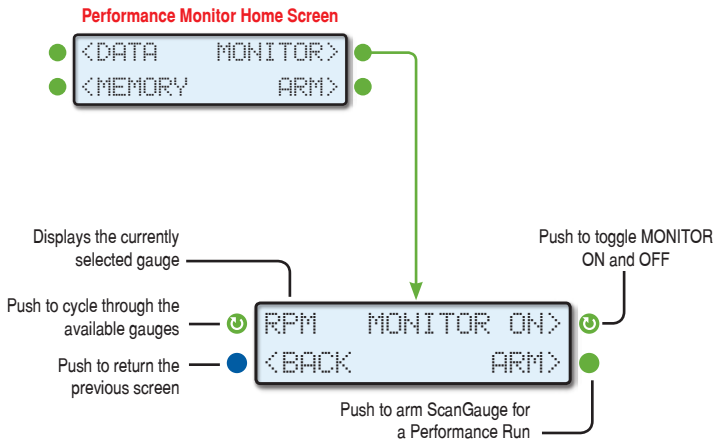 Performance Monitor Home Screen
<DATA MONITOR>
<MEMORY ARM>
Displays the currently
selected gauge
Push to toggle MONITOR
ON and OFF
Push to cycle through the
available gauges
RPM MONITOR ON>
Push to return the
previous screen
<BACK ARM>
Push to arm ScanGauge for
a Performance Run